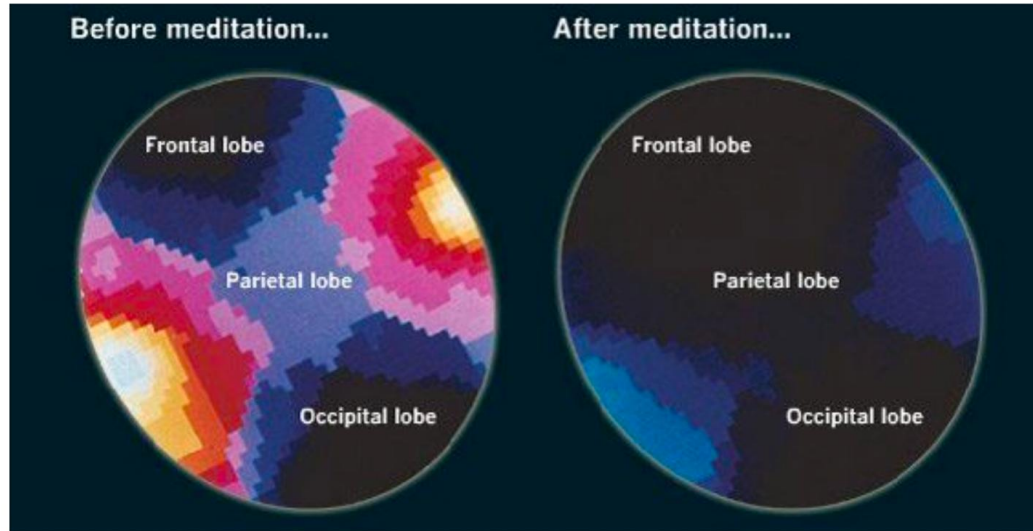 Before meditation...
After meditation...
Frontal lobe
Frontal lobe
Parietal lobe
Parietal lobe
Occipital lobe
Occipital lobe